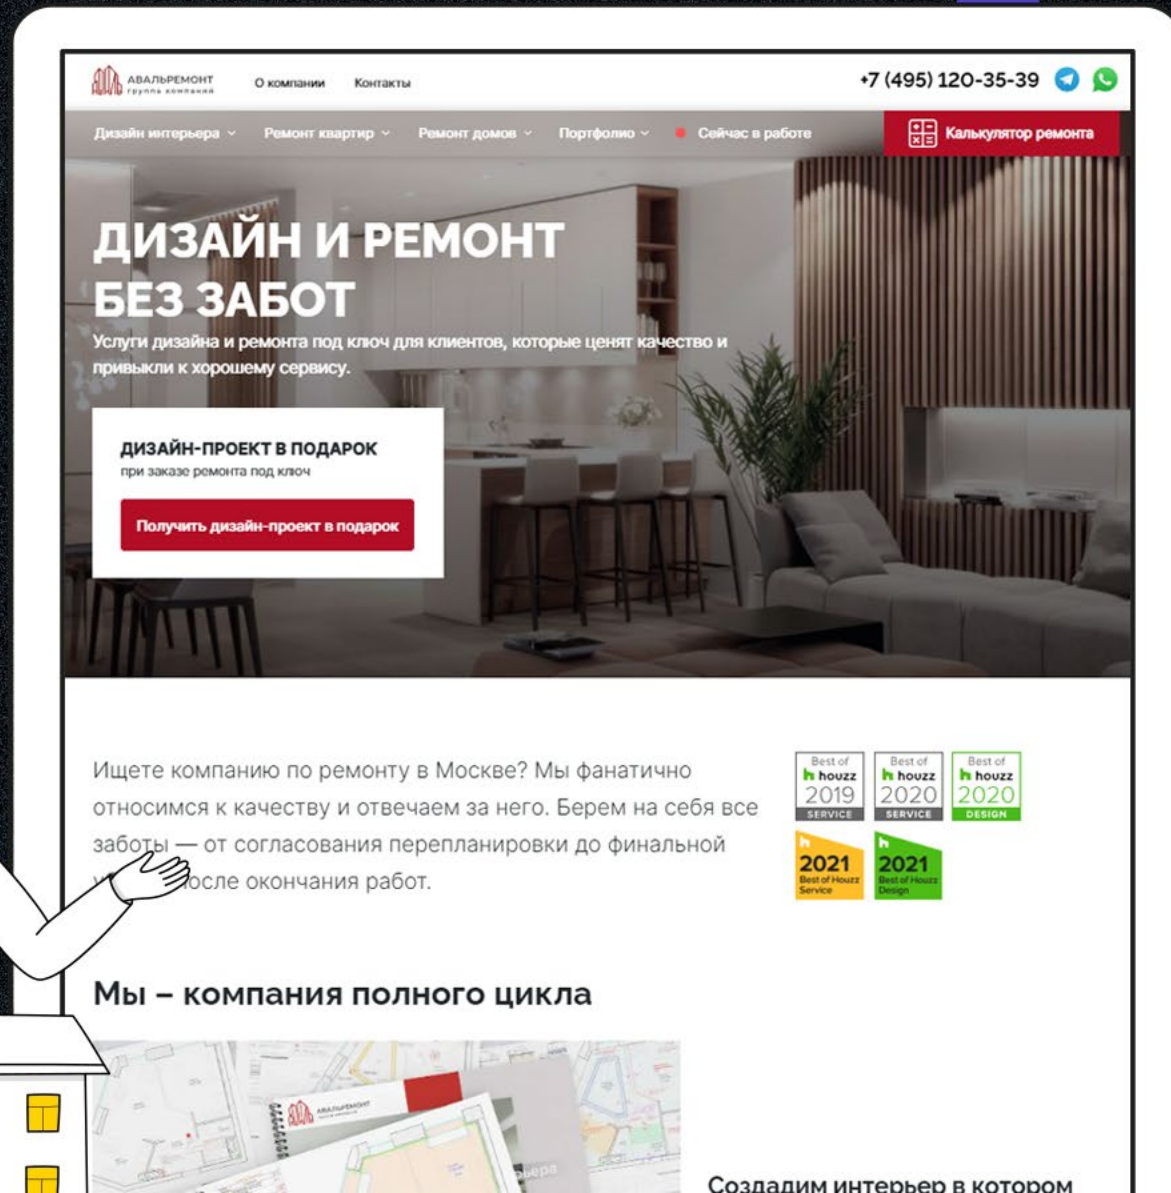 АВАЛЬРЕМОНТ
группа компаний
О компании
Контакты
+7 (495) 120-35-39
Дизайн интерьера
Ремонт квартир
Ремонт домов
Портфолио
Сейчас в работе
Калькулятор ремонта
ДИЗАЙН И РЕМОНТ
БЕЗ ЗАБОТ
Услуги дизайна и ремонта под ключ для клиентов, которые ценят качество и
привыкли к хорошему сервису.
ДИЗАЙН-ПРОЕКТ В ПОДАРОК
при заказе ремонта под ключ
Получить дизайн-проект в подарок
Ищете компанию по ремонту в Москве? Мы фанатично
относимся к качеству и отвечаем за него. Берем на себя все
заботы — от согласования перепланировки до финальной
после окончания работ.
Best of
houzz
2019
SERVICE
Best of
houzz
2020
SERVICE
Best of
houzz
2020
DESIGN
2021
Best of Houzz
Service
2021
Best of Houzz
Design
Мы – компания полного цикла
АВАЛЬРЕМОНТ
Создадим интерьер в котором